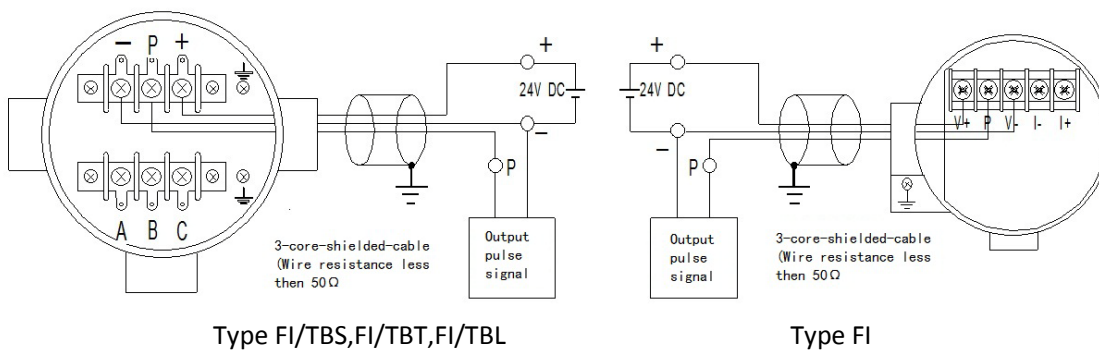 − P +
A B C
+
24V DC
−
P
Output
pulse
signal
3-core-shielded-cable
(Wire resistance less
then 50Ω
Type FI/TBS,FI/TBT,FI/TBL
+
24V DC
−
P
Output
pulse
signal
3-core-shielded-cable
(Wire resistance less
then 50Ω
V+ P V- I- I+
Type FI